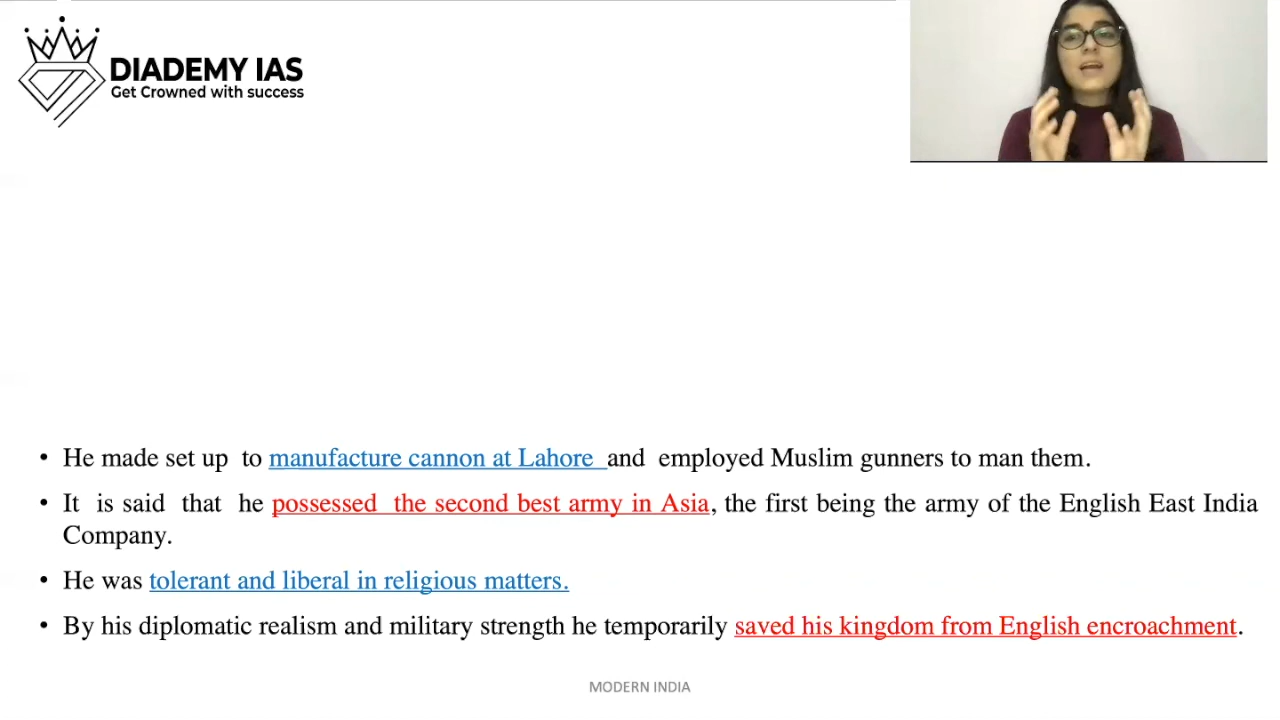 DIADEMY IAS
Get Crowned with success
• He made set up to manufacture cannon at Lahore and employed Muslim gunners to man them.
• It is said that he possessed the second best army in Asia, the first being the army of the English East India
Company.
• He was tolerant and liberal in religious matters.
• By his diplomatic realism and military strength he temporarily saved his kingdom from English encroachment.
MODERN INDIA